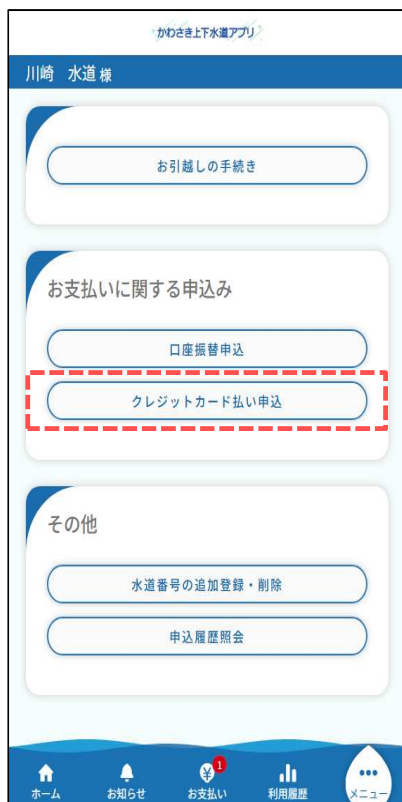 かわさき上下水道アプリ
川崎　水道 様
お引越しの手続き
お支払いに関する申込み
口座振替申込
クレジットカード払い申込
その他
水道番号の追加登録・削除
申込履歴照会
1
ホーム お知らせ お支払い 利用履歴 メニュー